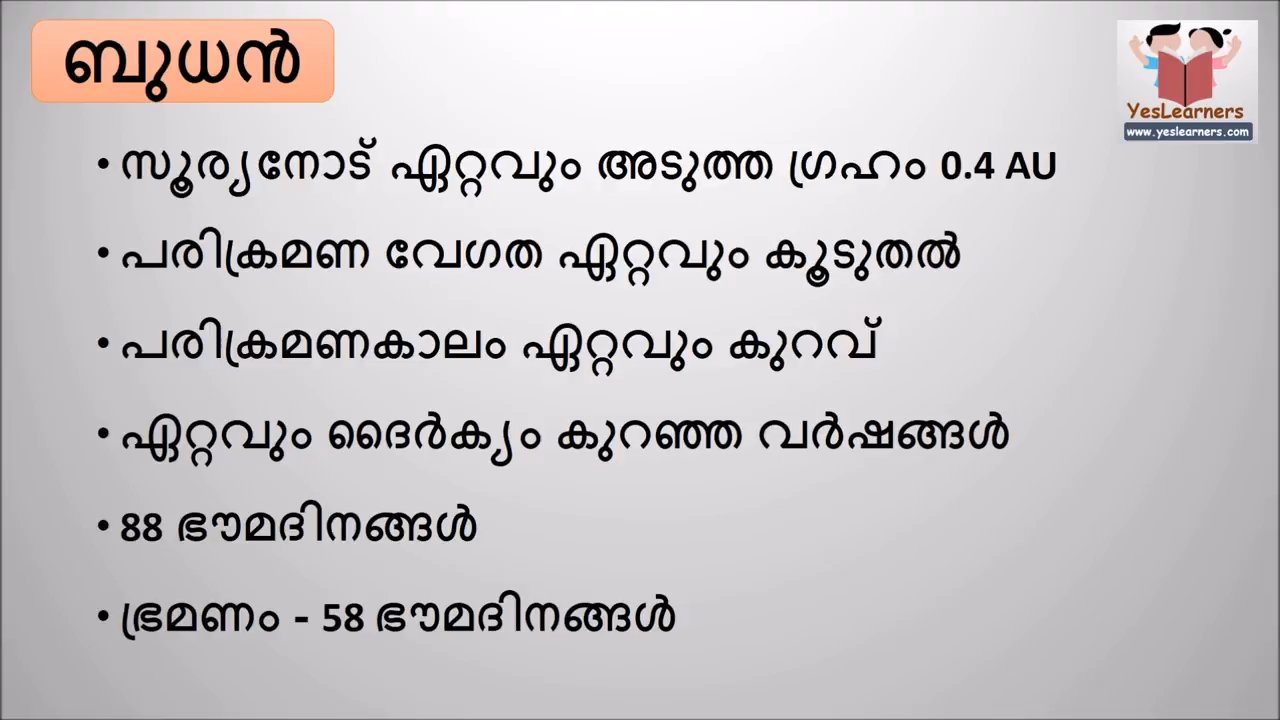 ബുധൻ
YesLearners
www.yeslearners.com
• സൂര്യനോട് ഏറ്റവും അടുത്ത ഗ്രഹം 0.4 AU
• പരിക്രമണ വേഗത ഏറ്റവും കൂടുതൽ
• പരിക്രമണകാലം ഏറ്റവും കുറവ്
• ഏറ്റവും ദൈർക്യം കുറഞ്ഞ വർഷങ്ങൾ
• 88 ഭൗമദിനങ്ങൾ
• ഭ്രമണം - 58 ഭൗമദിനങ്ങൾ